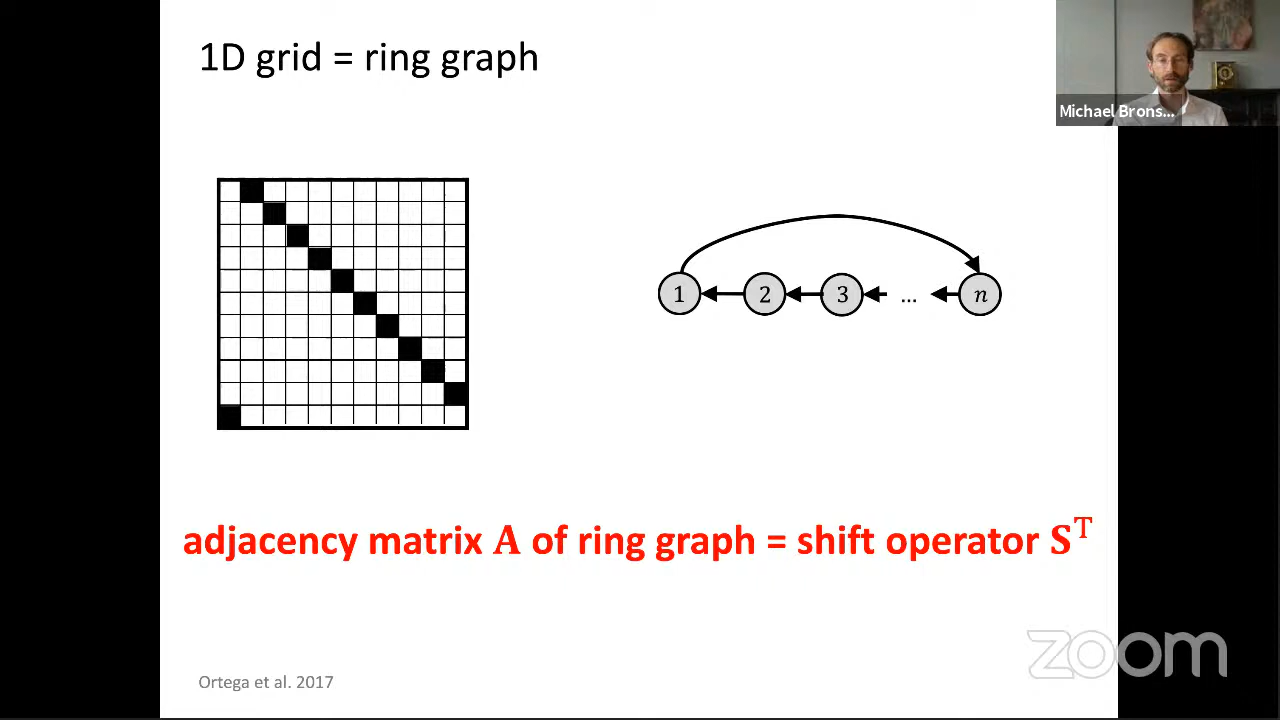 1D grid = ring graph
Michael Brons...
1 2 3 ... n
adjacency matrix A of ring graph = shift operator Sᵀ
zoom
Ortega et al. 2017